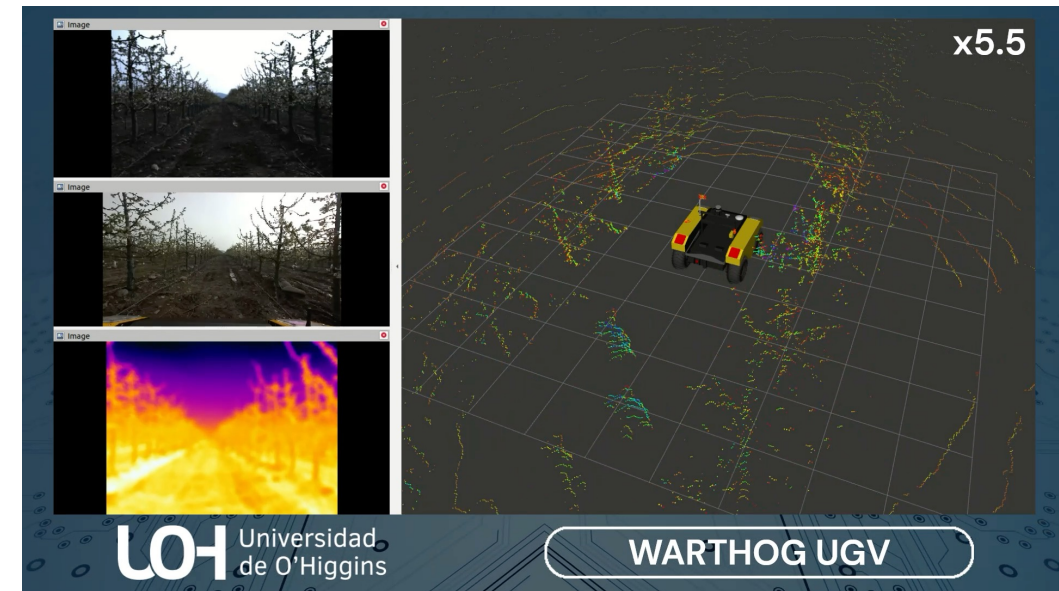 Image
x5.5
Image
Image
UOH
Universidad
de O'Higgins
WARTHOG UGV